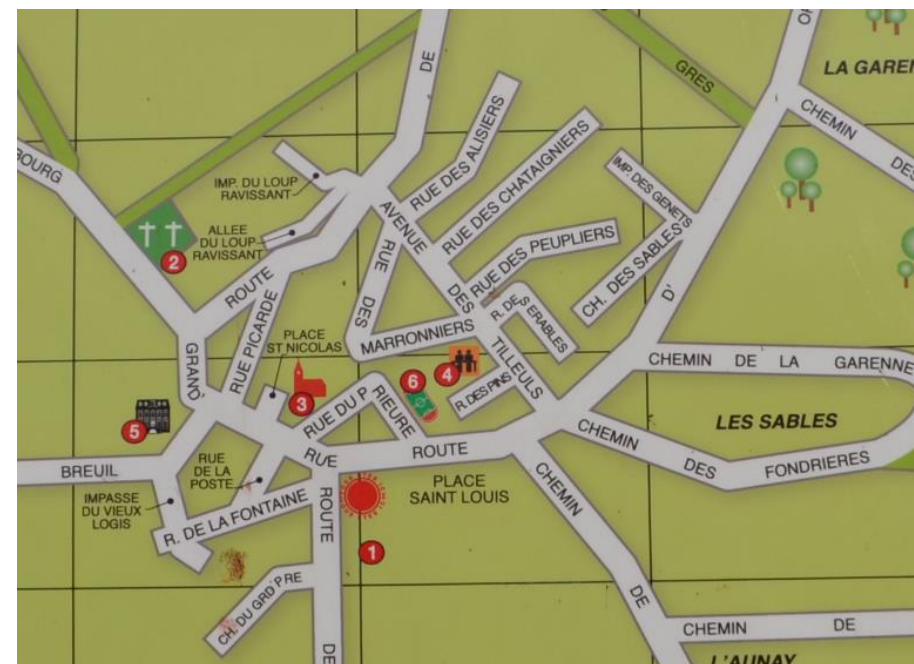 BOURG
DE
GRES
D'
LA GAREN
CHEMIN
DES
IMP. DU LOUP
RAVISSANT
ALLEE
DU LOUP
RAVISSANT
RUE DES ALISIERS
RUE DES CHATAIGNIERS
IMP. DES GENETS
CH. DES SABLES
AVENUE
DES
TILLEULS
RUE
DES
MARRONNIERS
RUE DES PEUPLIERS
R. DES ERABLES
2
ROUTE
GRAND'
RUE
RUE PICARDE
PLACE
ST NICOLAS
3
RUE DU PRIEURE
6
4
R. DES PINS
CHEMIN DE LA GARENNE
LES SABLES
CHEMIN
DES
FONDRIERES
5
BREUIL
RUE
DE LA
POSTE
IMPASSE
DU VIEUX
LOGIS
R. DE LA FONTAINE
ROUTE
PLACE
SAINT LOUIS
CHEMIN
DE
ROUTE
DE
1
CH. DU GRD PRE
CHEMIN DE
L'AUNAY